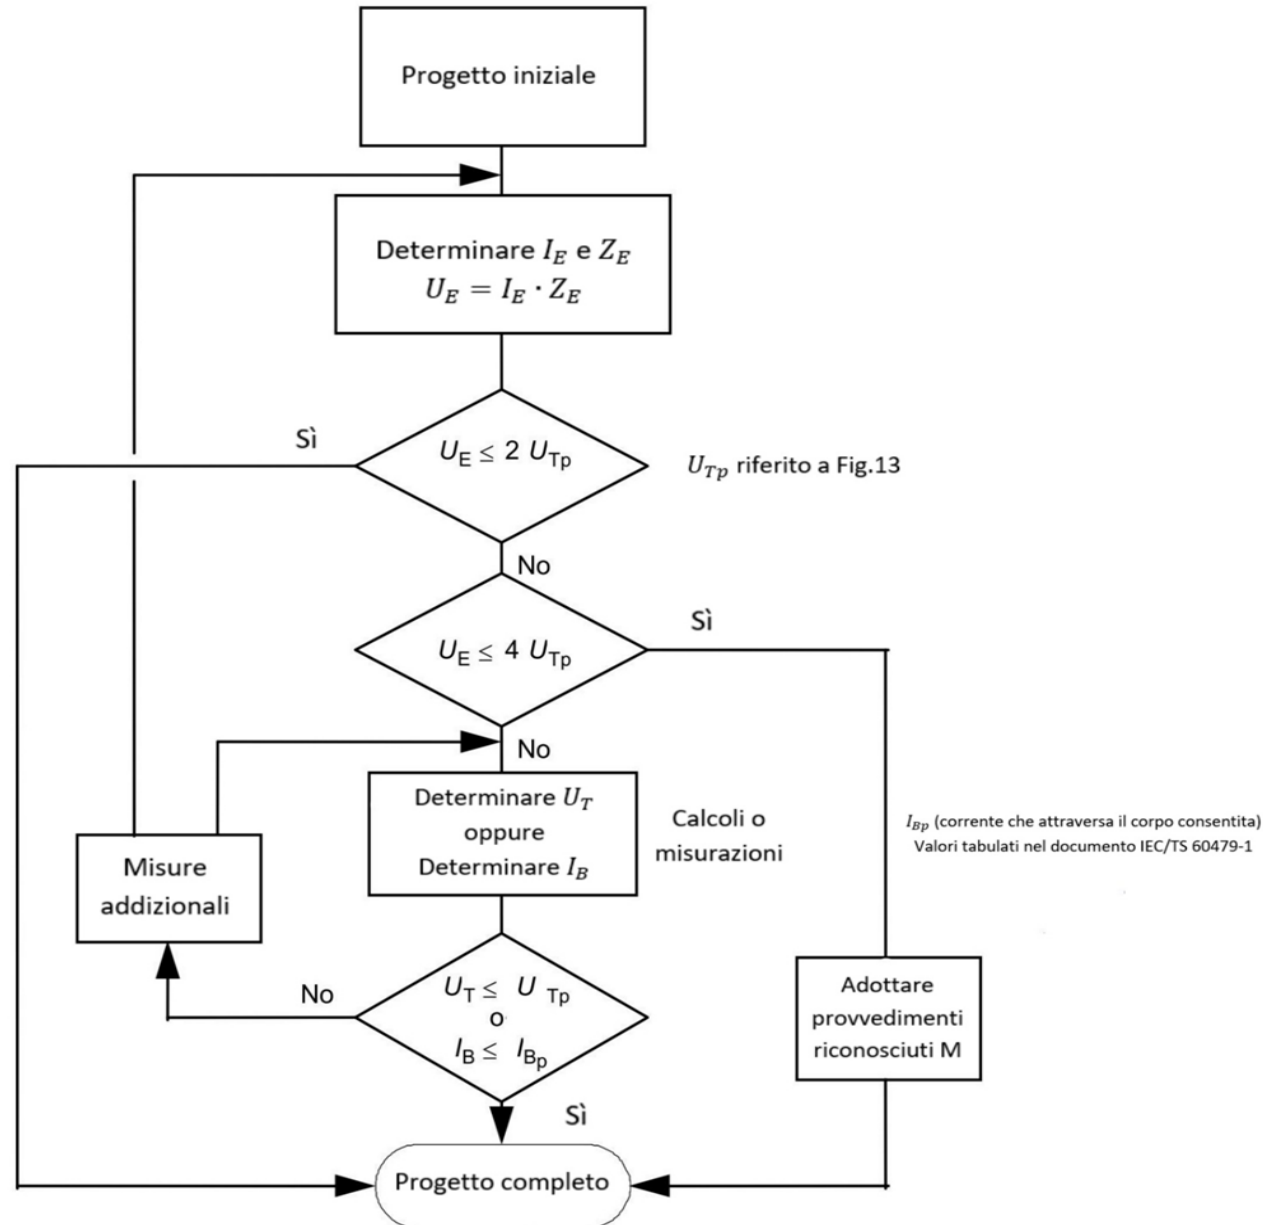 Progetto iniziale
Determinare I_E e Z_E
U_E = I_E · Z_E
Sì
U_E ≤ 2 U_Tp
U_Tp riferito a Fig.13
No
Sì
U_E ≤ 4 U_Tp
No
Determinare U_T
oppure
Determinare I_B
Calcoli o
misurazioni
I_Bp (corrente che attraversa il corpo consentita)
Valori tabulati nel documento IEC/TS 60479-1
Misure
addizionali
No
U_T ≤ U_Tp
o
I_B ≤ I_Bp
Adottare
provvedimenti
riconosciuti M
Sì
Progetto completo